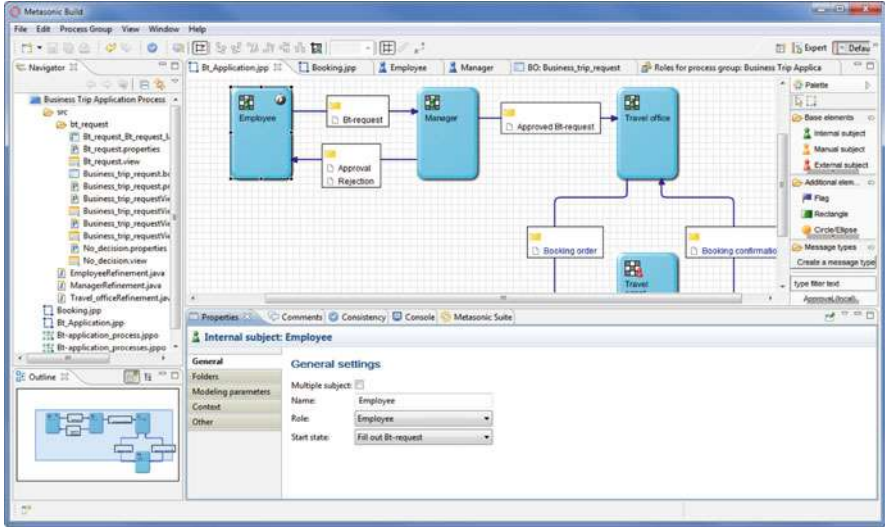 Metasonic Build
File Edit Process Group View Window Help
Expert Defau
Navigator
Bt_Application.jpp Booking.jpp Employee Manager BO: Business_trip_request Roles for process group: Business Trip Applica
Business Trip Application Process
src
bt_request
Bt_request_Bt_request_l
Bt_request.properties
Bt_request.view
Business_trip_request.bo
Business_trip_request.pr
Business_trip_requestVie
Business_trip_requestVie
Business_trip_requestVie
No_decision.properties
No_decision.view
EmployeeRefinement.java
ManagerRefinement.java
Travel_officeRefinement.jav
Booking.jpp
Bt_Application.jpp
Bt-application_process.jppo
Bt-application_processes.jppo
Outline
Employee
Bt-request
Approval
Rejection
Manager
Approved Bt-request
Travel office
Booking order
Booking confirmatio
Travel
Palette
Base elements
Internal subject
Manual subject
External subject
Additional elem...
Flag
Rectangle
Circle/Ellipse
Message types
Create a message type
type filter text
Properties Comments Consistency Console Metasonic Suite
Internal subject: Employee
General
Folders
Modeling parameters
Context
Other
General settings
Multiple subject:
Name: Employee
Role: Employee
Start state: Fill out Bt-request